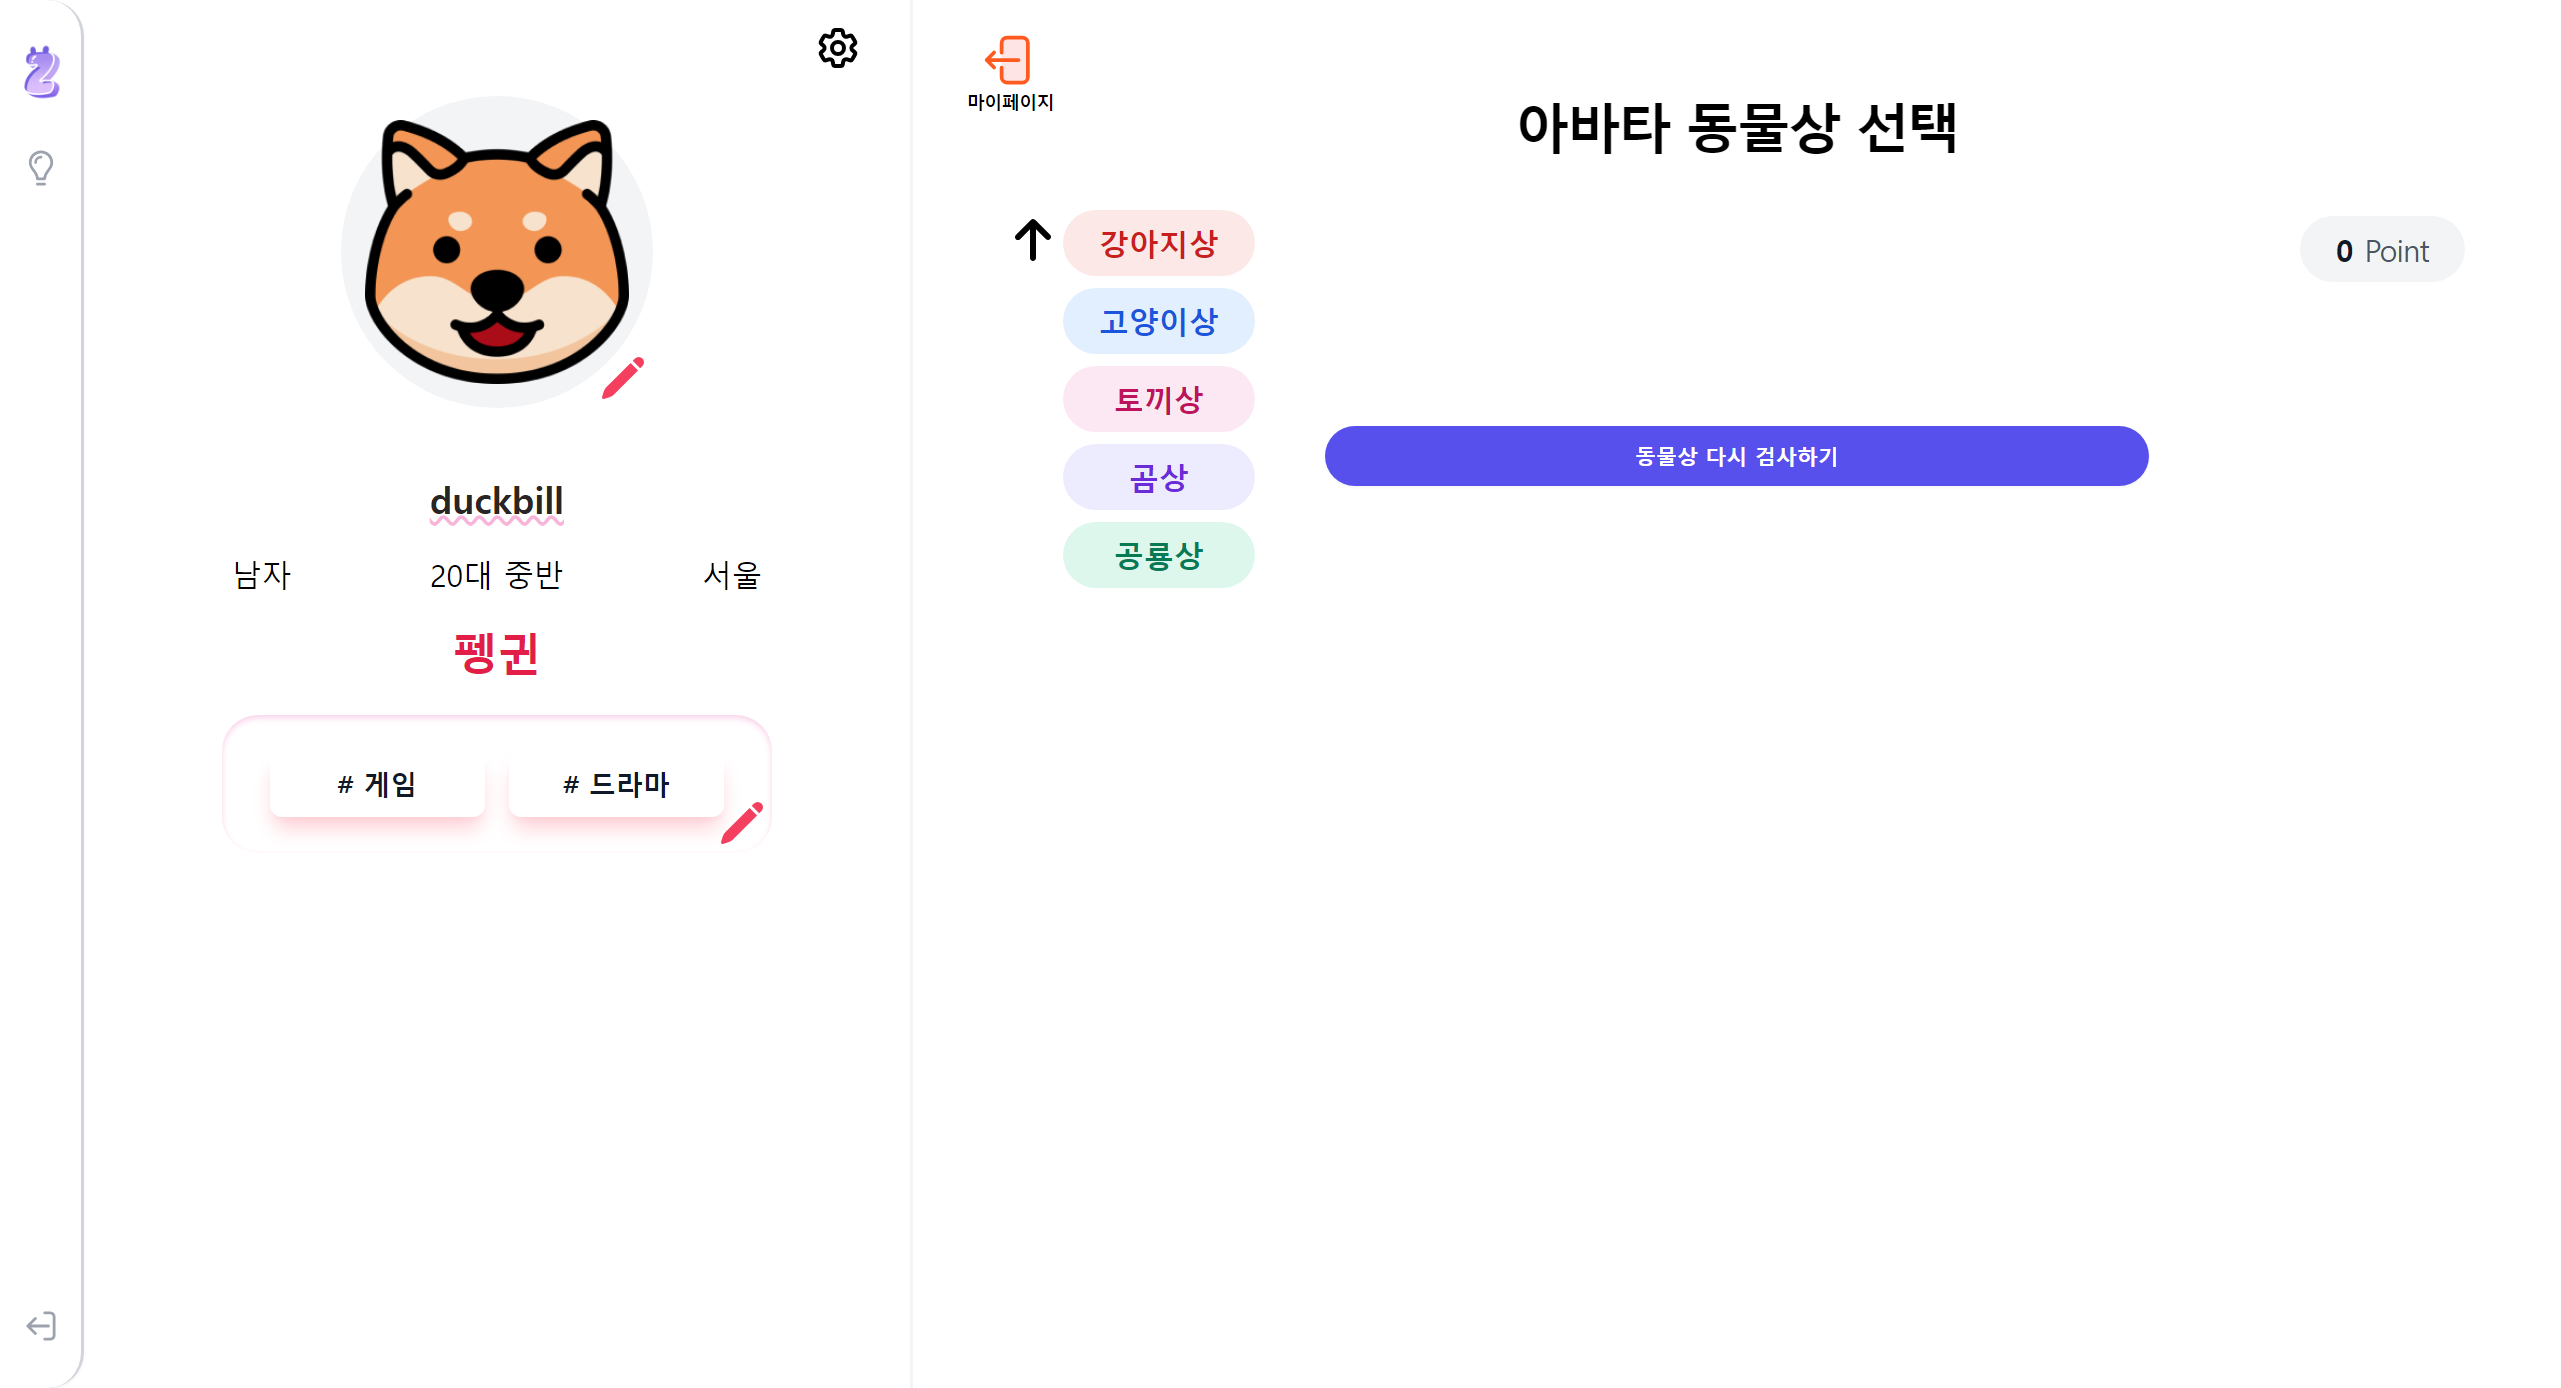 duckbill
남자 20대 중반 서울
펭귄
# 게임 # 드라마
마이페이지
아바타 동물상 선택
강아지상
고양이상
토끼상
곰상
공룡상
0 Point
동물상 다시 검사하기